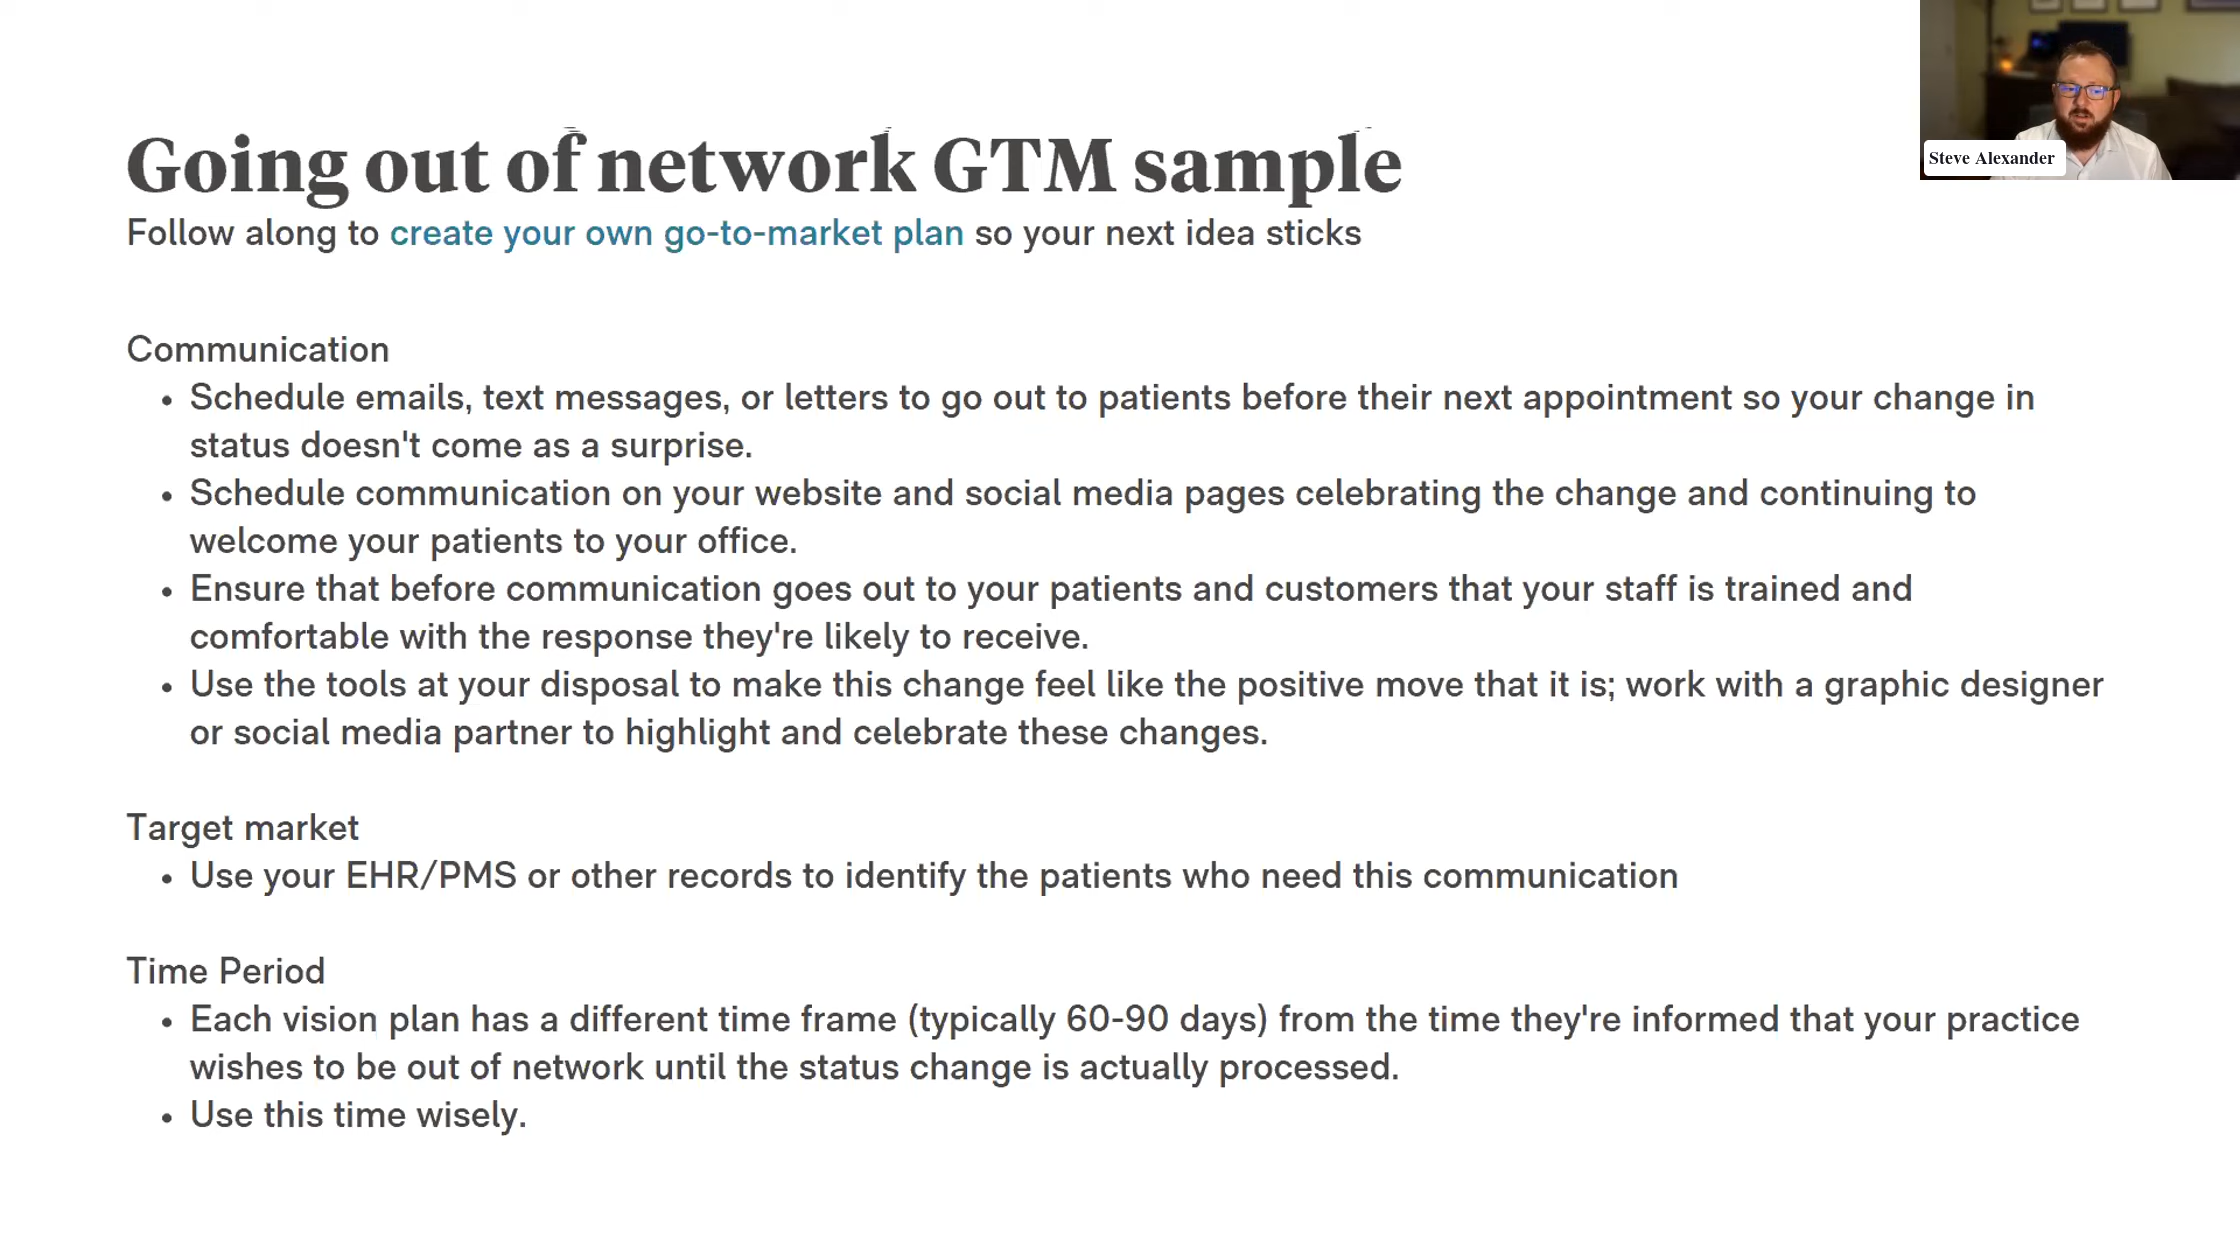 Going out of network GTM sample
Steve Alexander
Follow along to create your own go-to-market plan so your next idea sticks
Communication
• Schedule emails, text messages, or letters to go out to patients before their next appointment so your change in
status doesn't come as a surprise.
• Schedule communication on your website and social media pages celebrating the change and continuing to
welcome your patients to your office.
• Ensure that before communication goes out to your patients and customers that your staff is trained and
comfortable with the response they're likely to receive.
• Use the tools at your disposal to make this change feel like the positive move that it is; work with a graphic designer
or social media partner to highlight and celebrate these changes.
Target market
• Use your EHR/PMS or other records to identify the patients who need this communication
Time Period
• Each vision plan has a different time frame (typically 60-90 days) from the time they're informed that your practice
wishes to be out of network until the status change is actually processed.
• Use this time wisely.